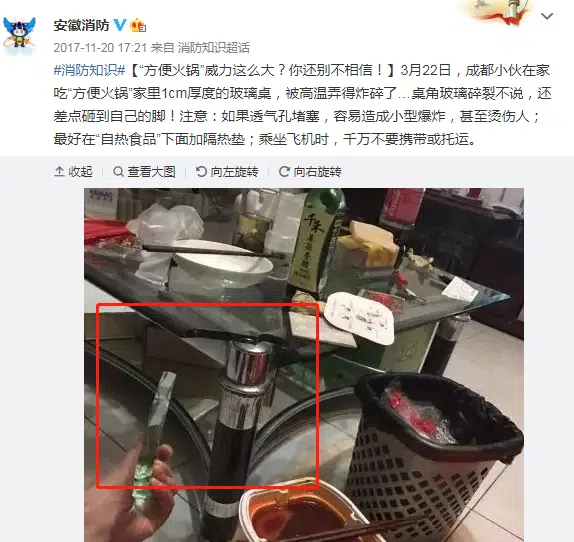 安徽消防
2017-11-20 17:21 来自 消防知识超话
#消防知识#【“方便火锅”威力这么大？你还别不相信！】3月22日，成都小伙在家
吃“方便火锅”家里1cm厚度的玻璃桌，被高温弄得炸碎了...桌角玻璃碎裂不说，还
差点砸到自己的脚！注意：如果透气孔堵塞，容易造成小型爆炸，甚至烫伤人；
最好在“自热食品”下面加隔热垫；乘坐飞机时，千万不要携带或托运。
收起 查看大图 向左旋转 向右旋转
千禾